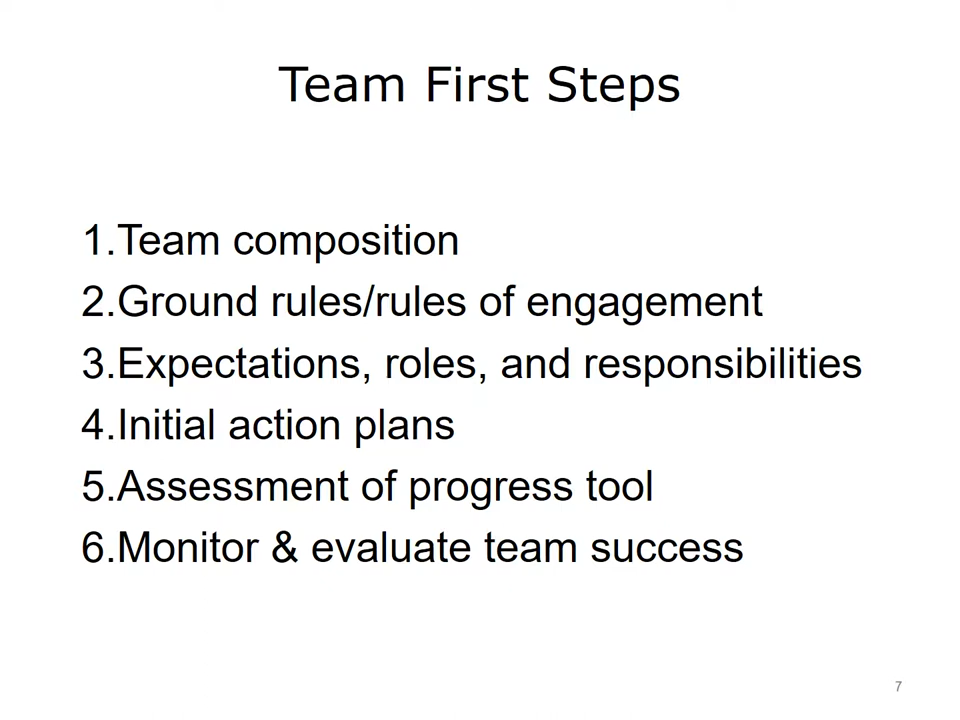 Team First Steps
1.Team composition
2.Ground rules/rules of engagement
3.Expectations, roles, and responsibilities
4.Initial action plans
5.Assessment of progress tool
6.Monitor & evaluate team success
7